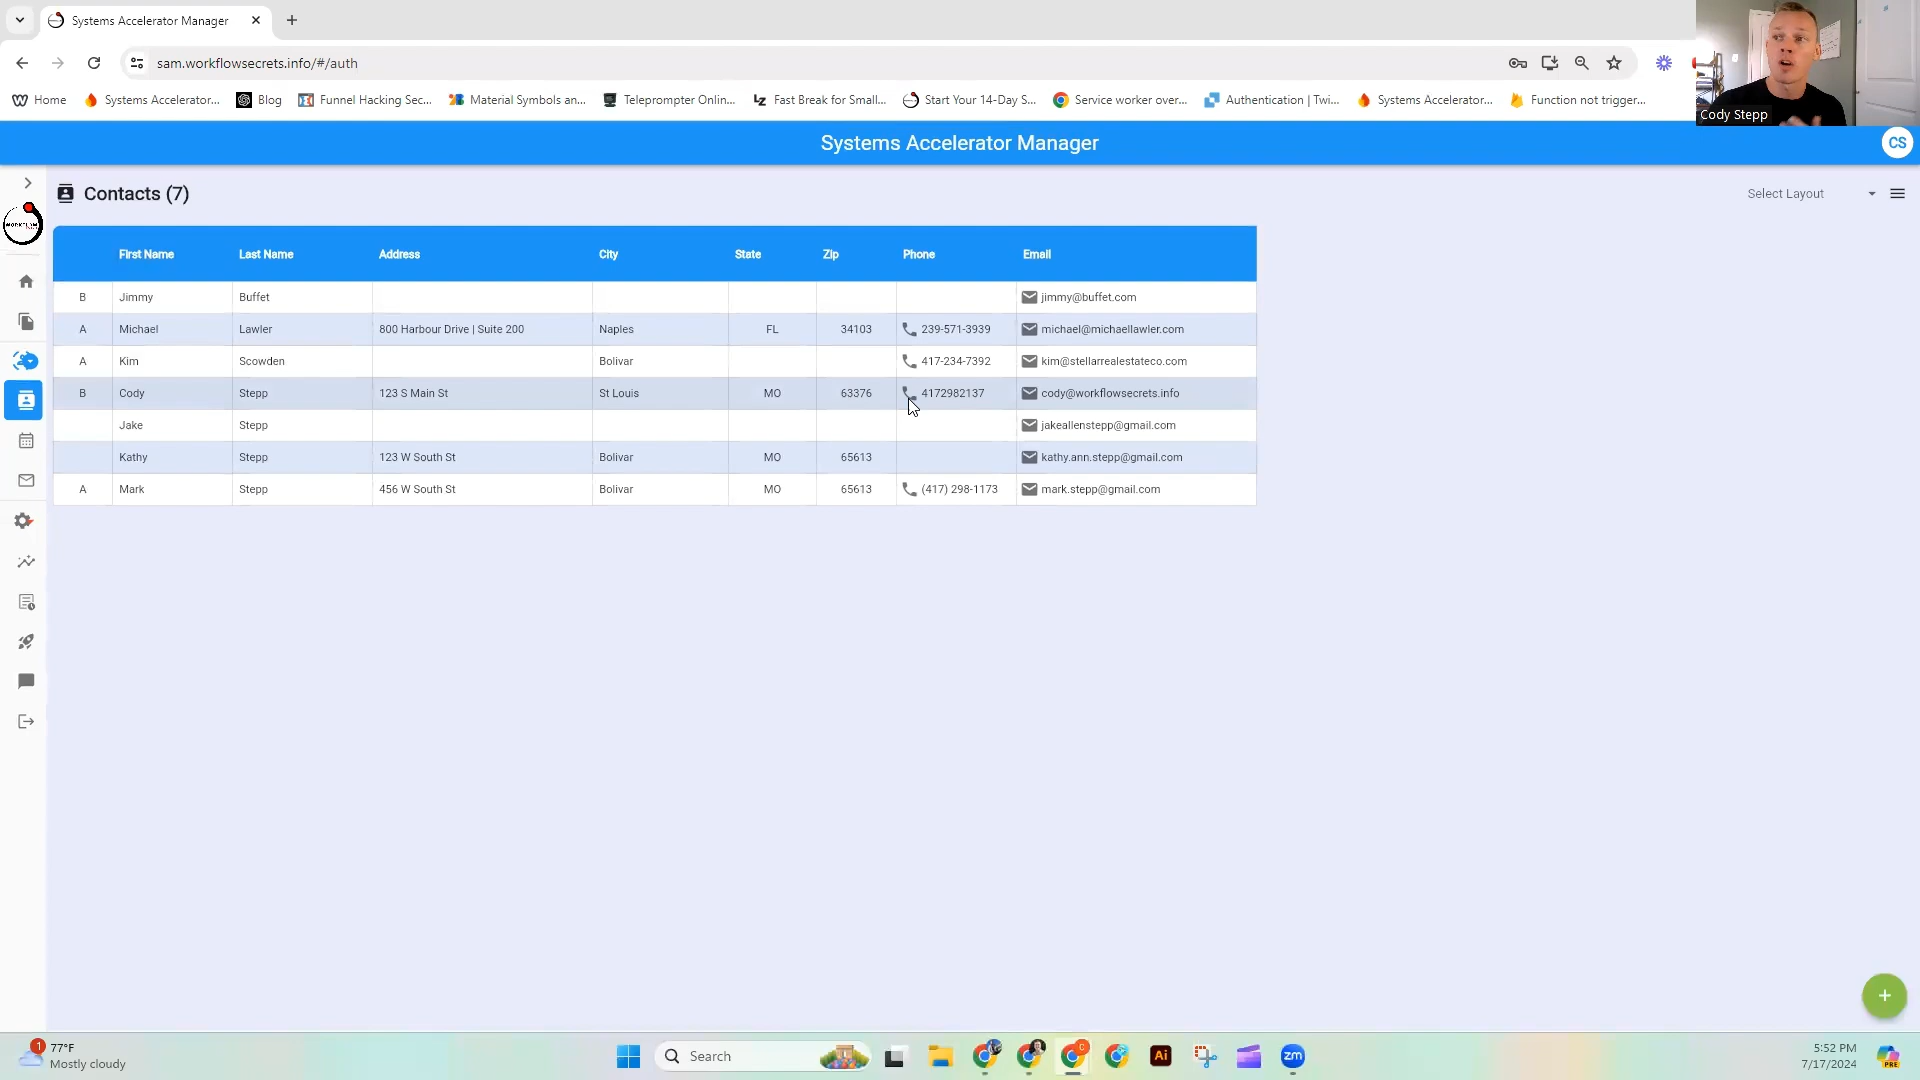 Systems Accelerator Manager
sam.workflowsecrets.info/#/auth
Home Systems Accelerator... Blog Funnel Hacking Sec... Material Symbols an... Teleprompter Onlin... Fast Break for Small... Start Your 14-Day S... Service worker over... Authentication | Twi... Systems Accelerator... Function not trigger...
Cody Stepp
Systems Accelerator Manager
CS
Contacts (7)
Select Layout
First Name Last Name Address City State Zip Phone Email
B Jimmy Buffet jimmy@buffet.com
A Michael Lawler 800 Harbour Drive | Suite 200 Naples FL 34103 239-571-3939 michael@michaellawler.com
A Kim Scowden Bolivar 417-234-7392 kim@stellarrealestateco.com
B Cody Stepp 123 S Main St St Louis MO 63376 4172982137 cody@workflowsecrets.info
Jake Stepp jakeallenstepp@gmail.com
Kathy Stepp 123 W South St Bolivar MO 65613 kathy.ann.stepp@gmail.com
A Mark Stepp 456 W South St Bolivar MO 65613 (417) 298-1173 mark.stepp@gmail.com
1
77°F
Mostly cloudy
Search
Ai
zm
5:52 PM
7/17/2024
PRE